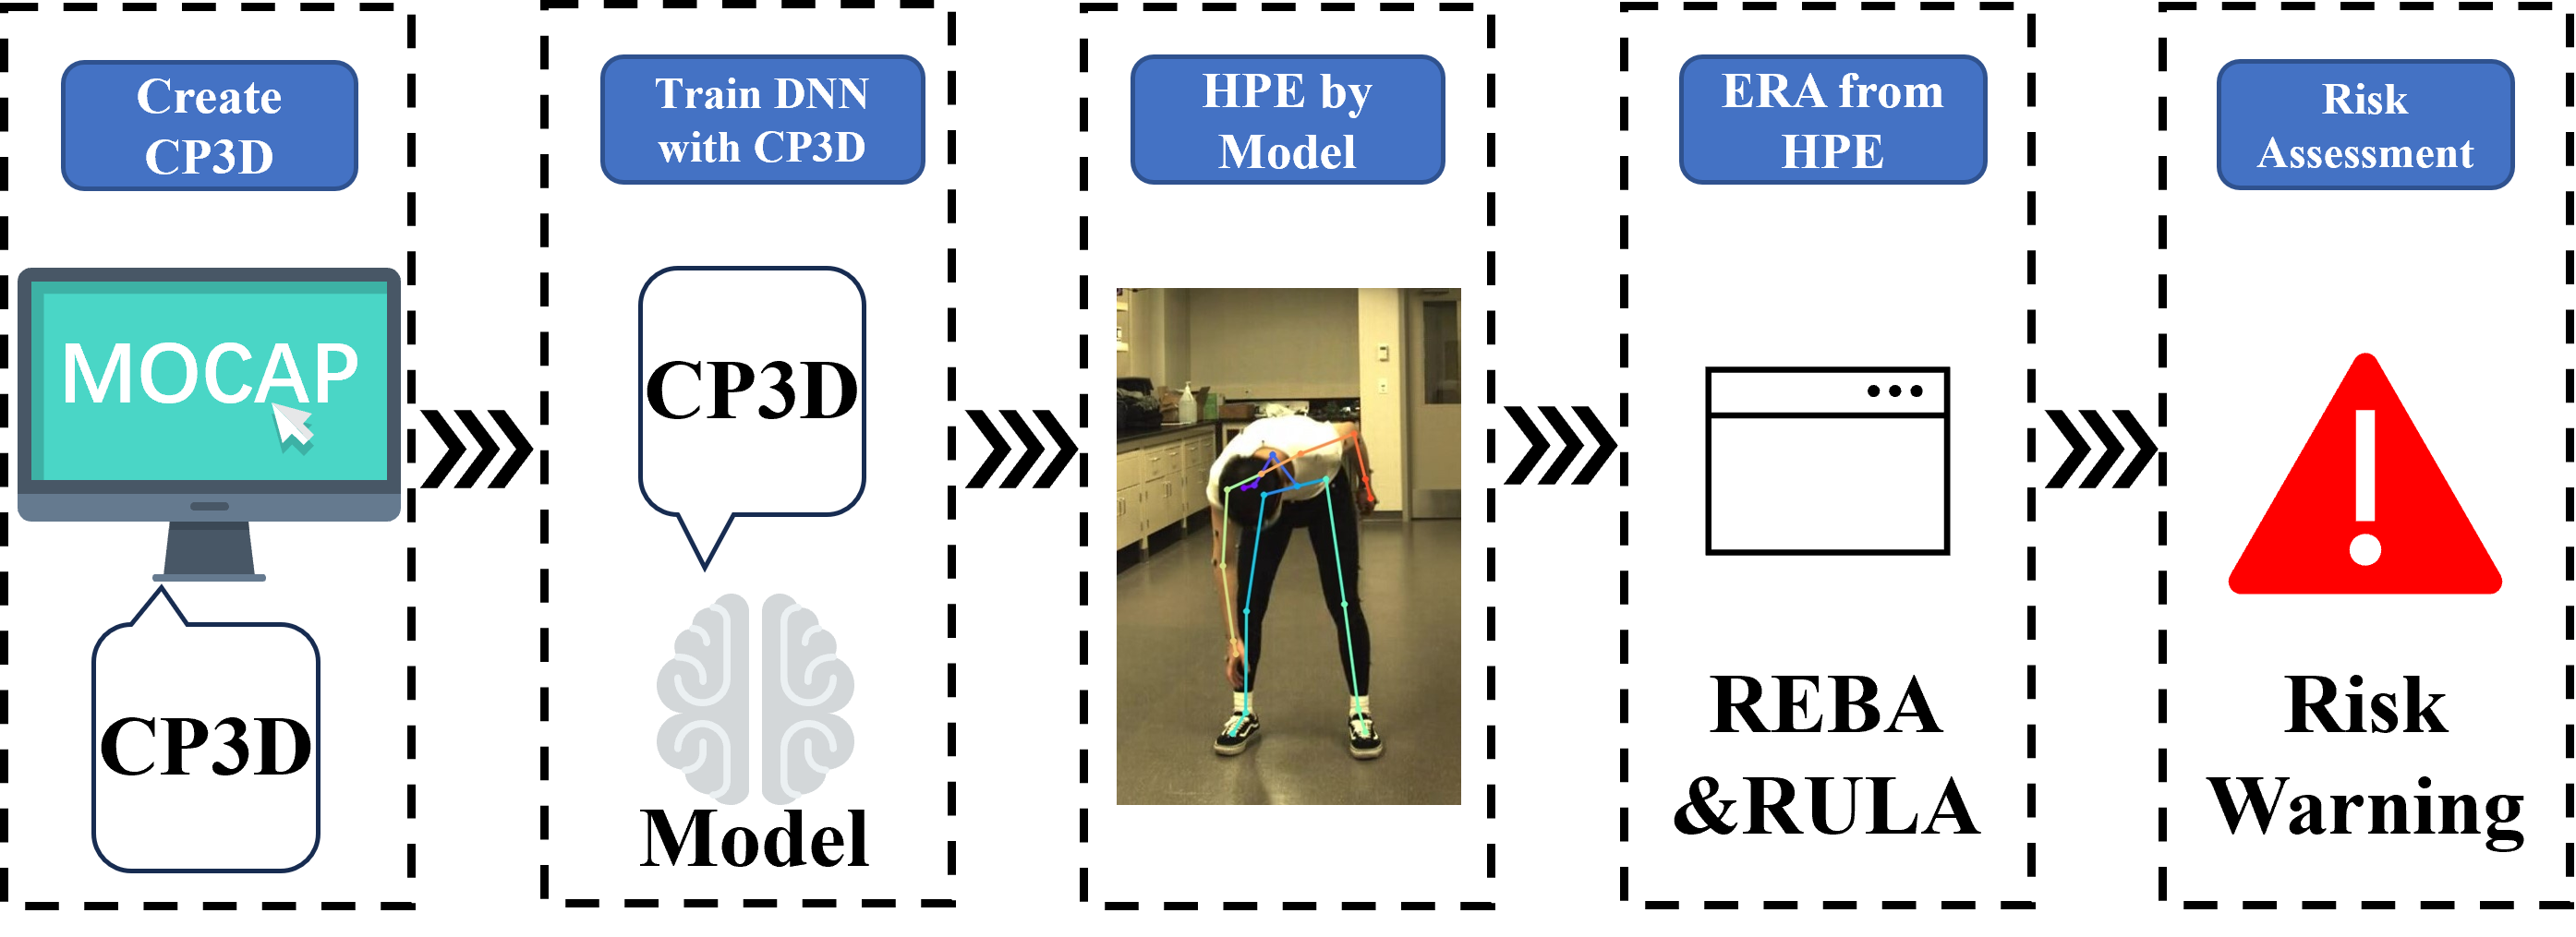 Create
CP3D
MOCAP
CP3D
Train DNN
with CP3D
CP3D
Model
HPE by
Model
ERA from
HPE
REBA
&RULA
Risk
Assessment
Risk
Warning